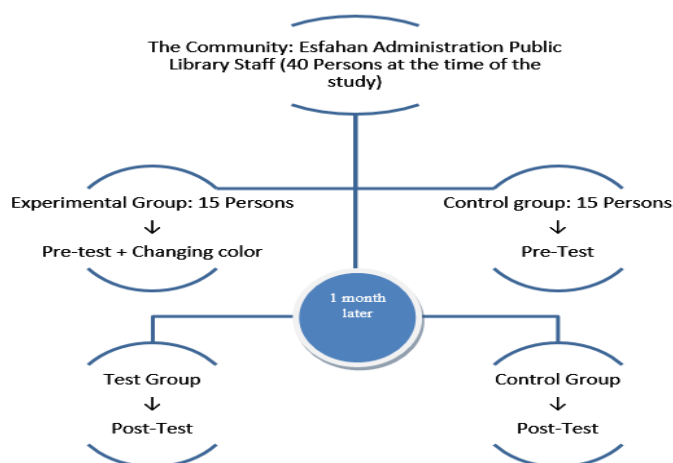 The Community: Esfahan Administration Public
Library Staff (40 Persons at the time of the
study)
Experimental Group: 15 Persons
↓
Pre-test + Changing color
Control group: 15 Persons
↓
Pre-Test
1 month
later
Test Group
↓
Post-Test
Control Group
↓
Post-Test